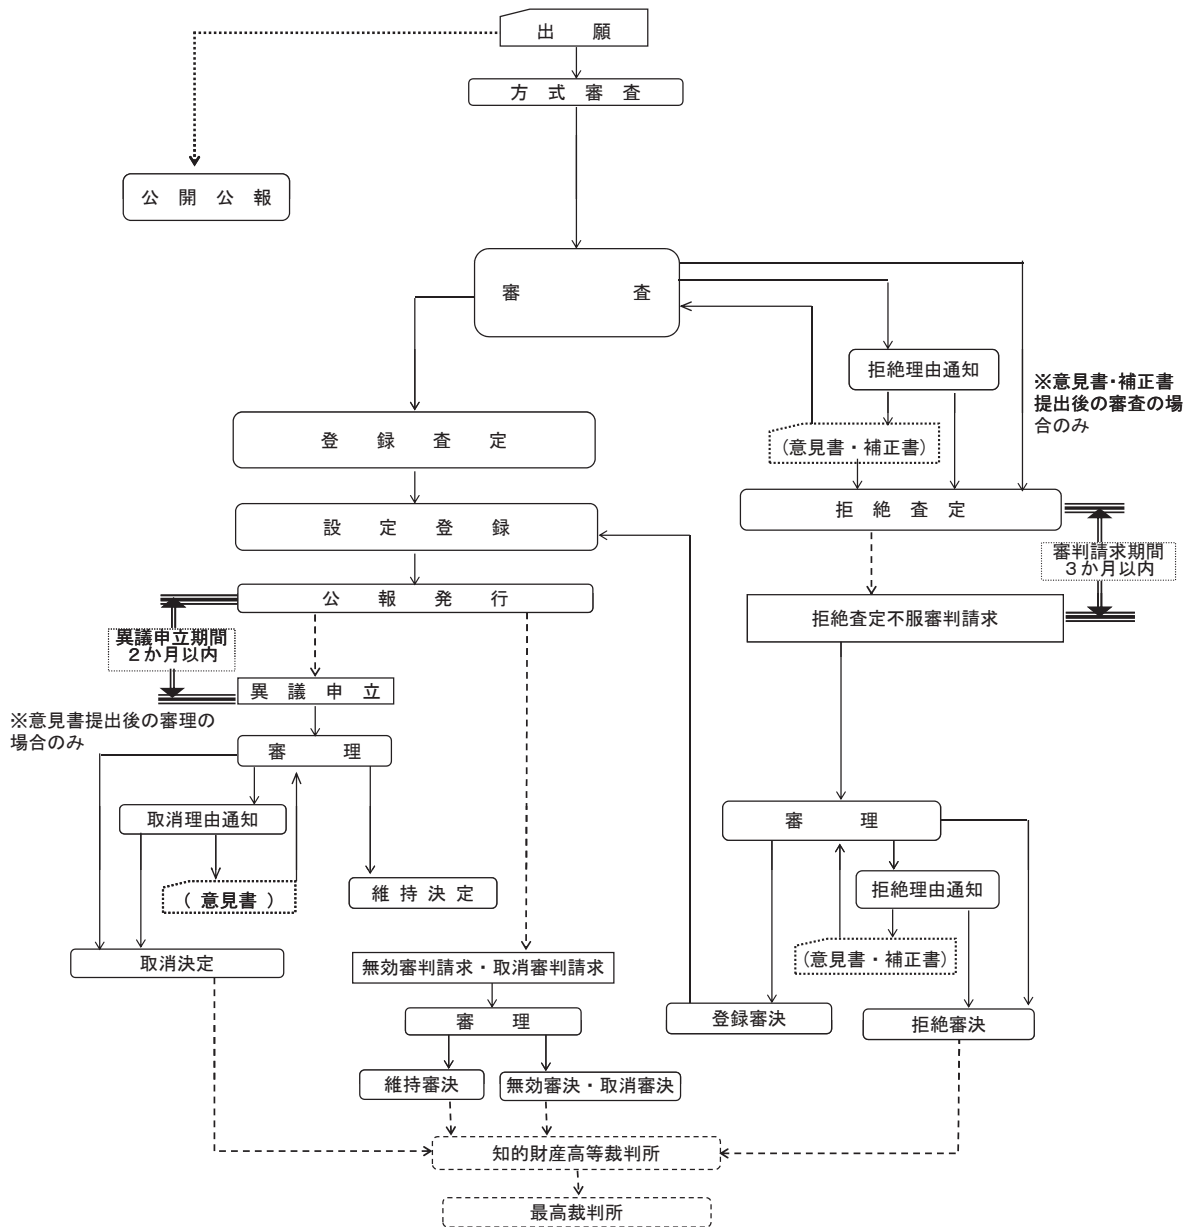 出　願
方　式　審　査
公　開　公　報
審　　　　　査
拒絶理由通知
※意見書・補正書
提出後の審査の場
合のみ
(意見書・補正書)
登　録　査　定
拒　絶　査　定
設　定　登　録
審判請求期間
３か月以内
公　報　発　行
拒絶査定不服審判請求
異議申立期間
２か月以内
異　議　申　立
※意見書提出後の審理の
場合のみ
審　　　理
取消理由通知
審　　　理
(　意見書　)
維　持　決　定
拒絶理由通知
(意見書・補正書)
取消決定
無効審判請求・取消審判請求
審　　理
登録審決
拒絶審決
維持審決
無効審決・取消審決
知的財産高等裁判所
最高裁判所